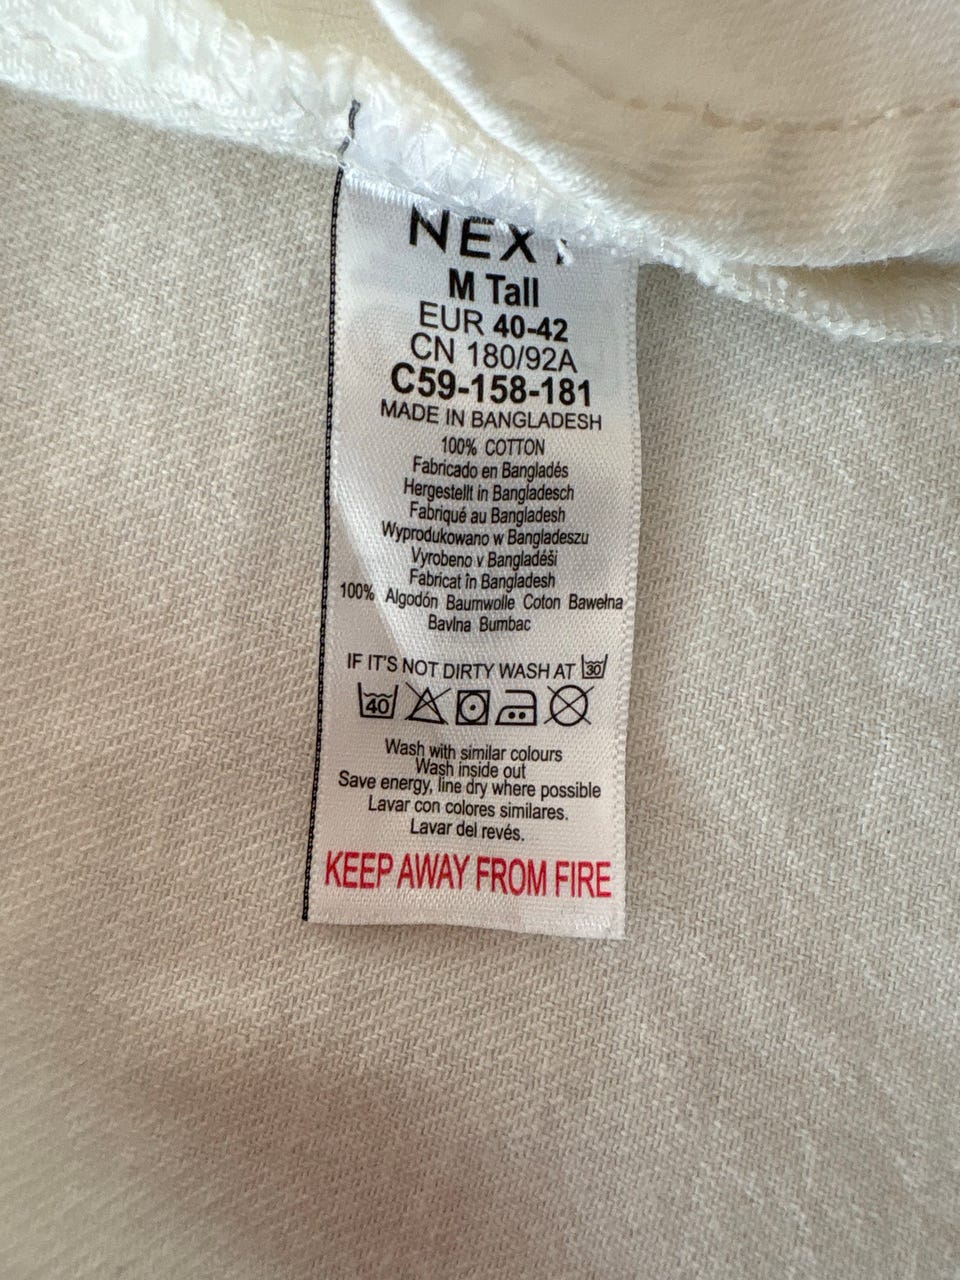 NEXT
M Tall
EUR 40-42
CN 180/92A
C59-158-181
MADE IN BANGLADESH
100% COTTON
Fabricado en Bangladés
Hergestellt in Bangladesch
Fabriqué au Bangladesh
Wyprodukowano w Bangladeszu
Vyrobeno v Bangladéši
Fabricat în Bangladesh
100% Algodón Baumwolle Coton Bawełna
Bavlna Bumbac
IF IT'S NOT DIRTY WASH AT 30
40
Wash with similar colours
Wash inside out
Save energy, line dry where possible
Lavar con colores similares.
Lavar del revés.
KEEP AWAY FROM FIRE